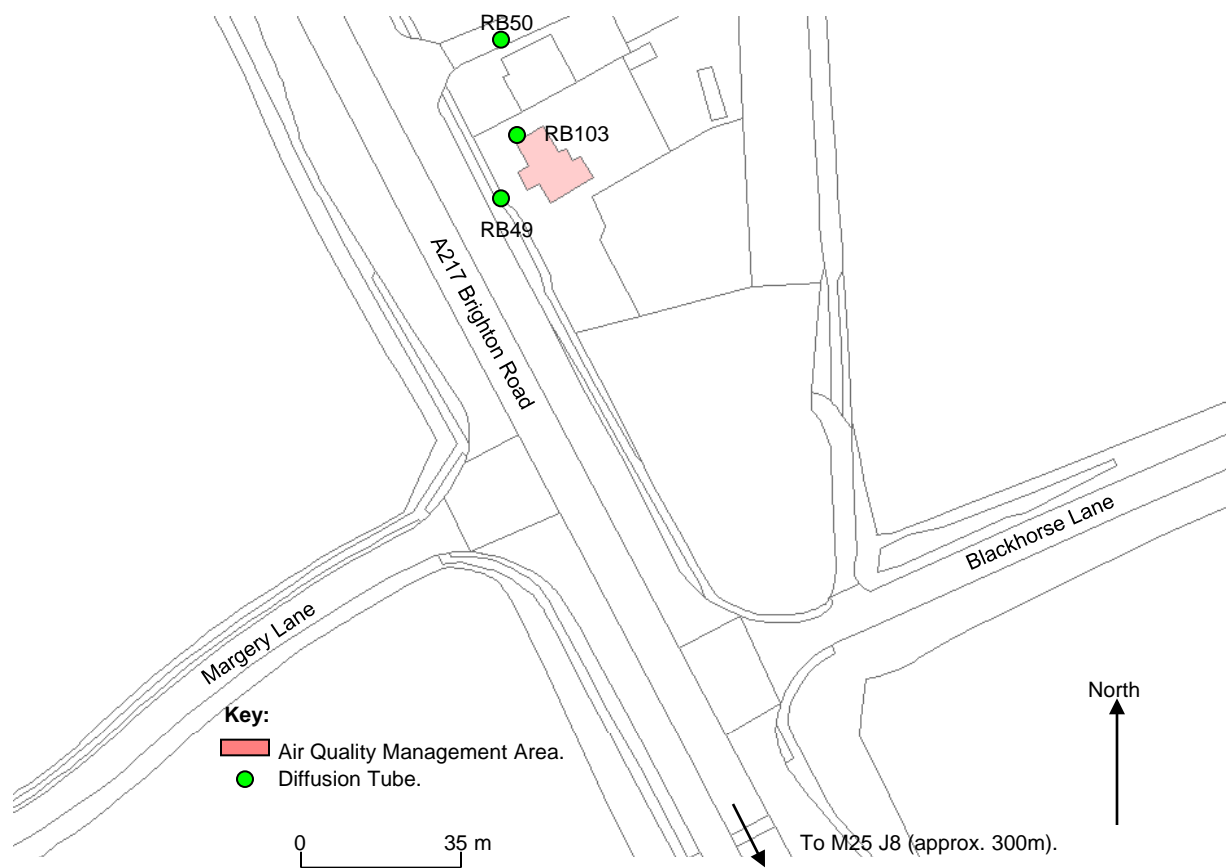 RB50
RB103
RB49
A217 Brighton Road
Blackhorse Lane
Margery Lane
North
Key:
Air Quality Management Area.
Diffusion Tube.
0 35 m
To M25 J8 (approx. 300m).